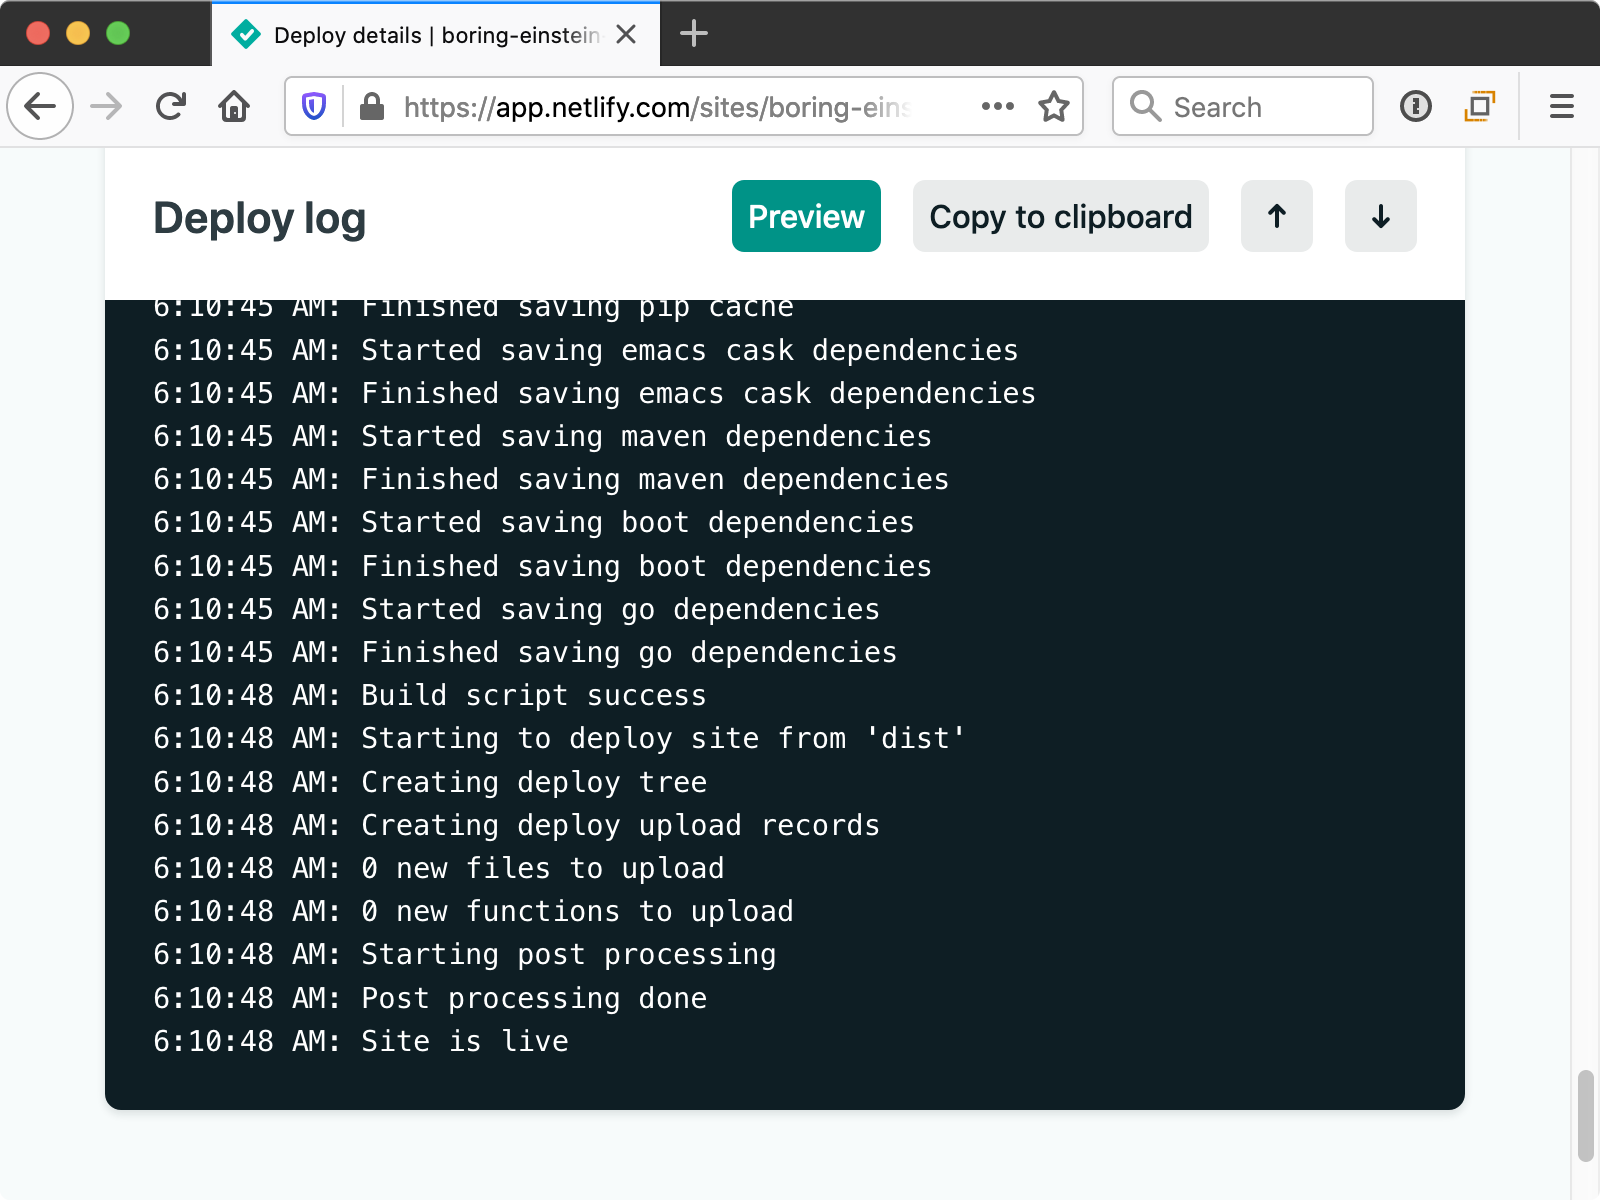 Deploy details | boring-einstein
https://app.netlify.com/sites/boring-eins
Search
Deploy log
Preview
Copy to clipboard
6:10:45 AM: Finished saving pip cache
6:10:45 AM: Started saving emacs cask dependencies
6:10:45 AM: Finished saving emacs cask dependencies
6:10:45 AM: Started saving maven dependencies
6:10:45 AM: Finished saving maven dependencies
6:10:45 AM: Started saving boot dependencies
6:10:45 AM: Finished saving boot dependencies
6:10:45 AM: Started saving go dependencies
6:10:45 AM: Finished saving go dependencies
6:10:48 AM: Build script success
6:10:48 AM: Starting to deploy site from 'dist'
6:10:48 AM: Creating deploy tree
6:10:48 AM: Creating deploy upload records
6:10:48 AM: 0 new files to upload
6:10:48 AM: 0 new functions to upload
6:10:48 AM: Starting post processing
6:10:48 AM: Post processing done
6:10:48 AM: Site is live